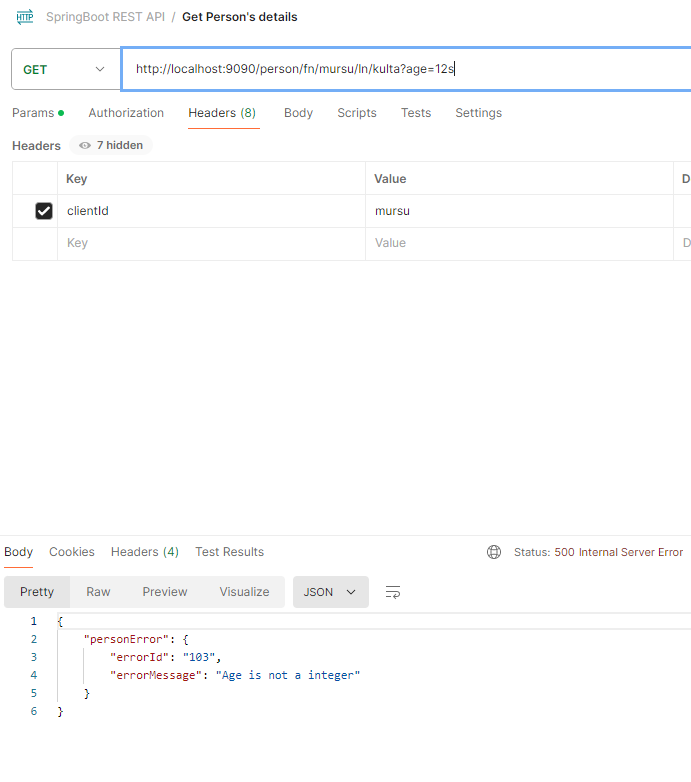 HTTP SpringBoot REST API / Get Person's details
GET http://localhost:9090/person/fn/mursu/ln/kulta?age=12s
Params Authorization Headers (8) Body Scripts Tests Settings
Headers 7 hidden
Key Value D
clientId mursu
Key Value D
Body Cookies Headers (4) Test Results Status: 500 Internal Server Error
Pretty Raw Preview Visualize JSON
1 {
2 "personError": {
3 "errorId": "103",
4 "errorMessage": "Age is not a integer"
5 }
6 }